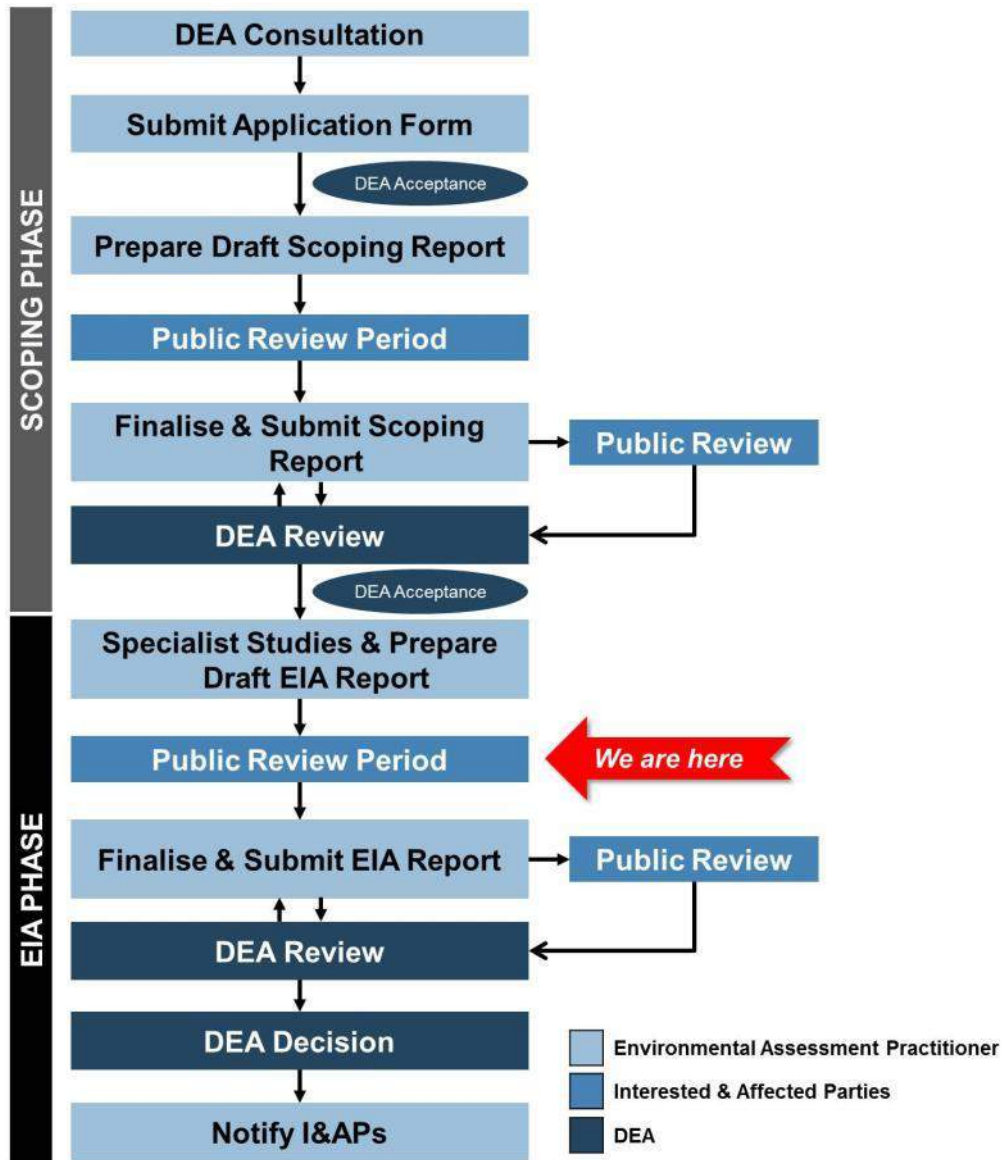 SCOPING PHASE
DEA Consultation
Submit Application Form
DEA Acceptance
Prepare Draft Scoping Report
Public Review Period
Finalise & Submit Scoping
Report
Public Review
DEA Review
DEA Acceptance
EIA PHASE
Specialist Studies & Prepare
Draft EIA Report
Public Review Period
We are here
Finalise & Submit EIA Report
Public Review
DEA Review
DEA Decision
Notify I&APs
Environmental Assessment Practitioner
Interested & Affected Parties
DEA